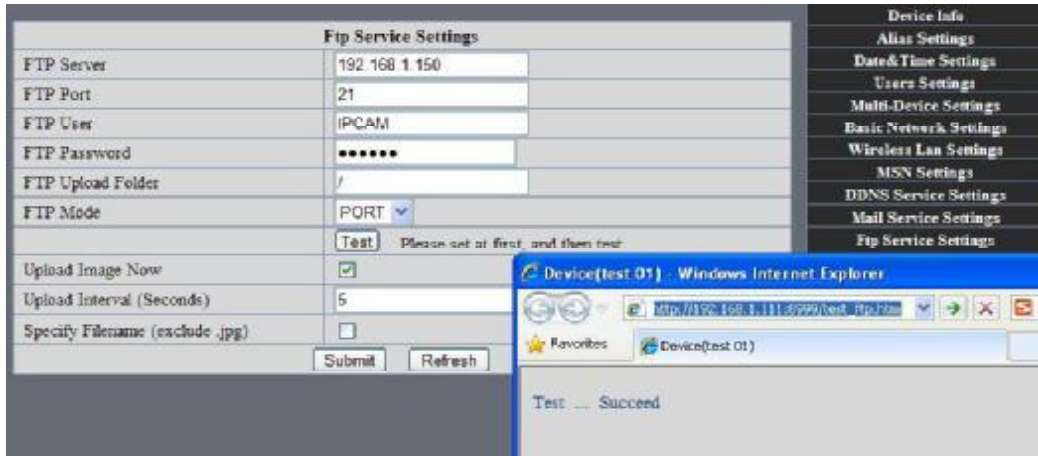 Ftp Service Settings
FTP Server 192.168.1.150
FTP Port 21
FTP User IPCAM
FTP Password ●●●●●●
FTP Upload Folder /
FTP Mode PORT
Test Please set at first, and then test
Upload Image Now
Upload Interval (Seconds) 5
Specify Filename (exclude .jpg)
Submit Refresh
Device Info
Alias Settings
Date&Time Settings
Users Settings
Multi-Device Settings
Basic Network Settings
Wireless Lan Settings
MSN Settings
DDNS Service Settings
Mail Service Settings
Ftp Service Settings
Device(test 01) - Windows Internet Explorer
Favorites Device(test 01)
Test ... Succeed